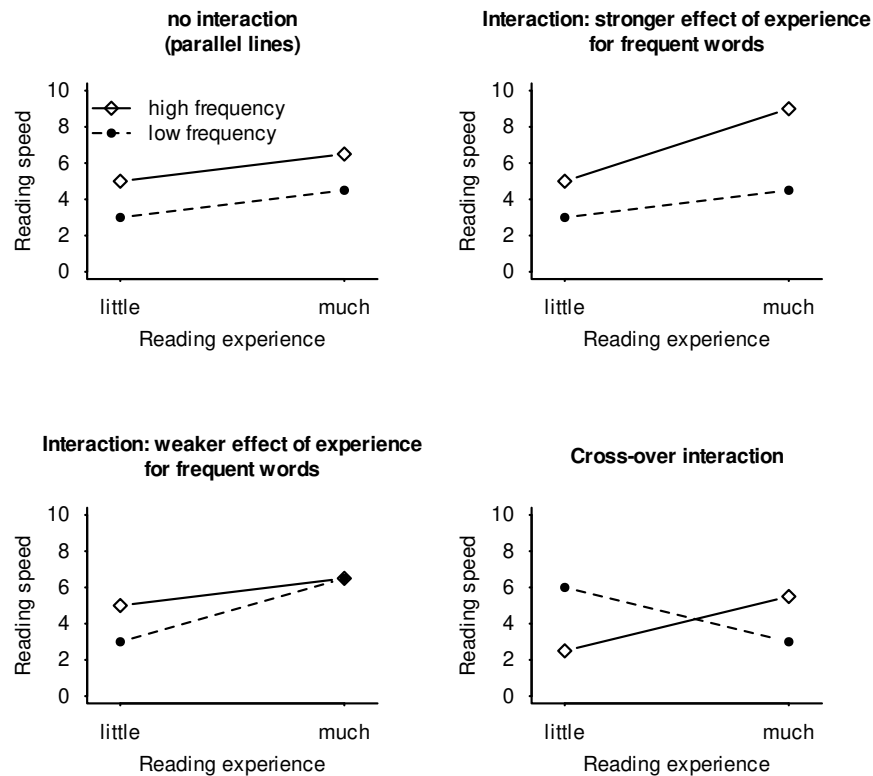 no interaction
(parallel lines)
10
8
6
4
2
0
Reading speed
high frequency
low frequency
little much
Reading experience
Interaction: stronger effect of experience
for frequent words
10
8
6
4
2
0
Reading speed
little much
Reading experience
Interaction: weaker effect of experience
for frequent words
10
8
6
4
2
0
Reading speed
little much
Reading experience
Cross-over interaction
10
8
6
4
2
0
Reading speed
little much
Reading experience